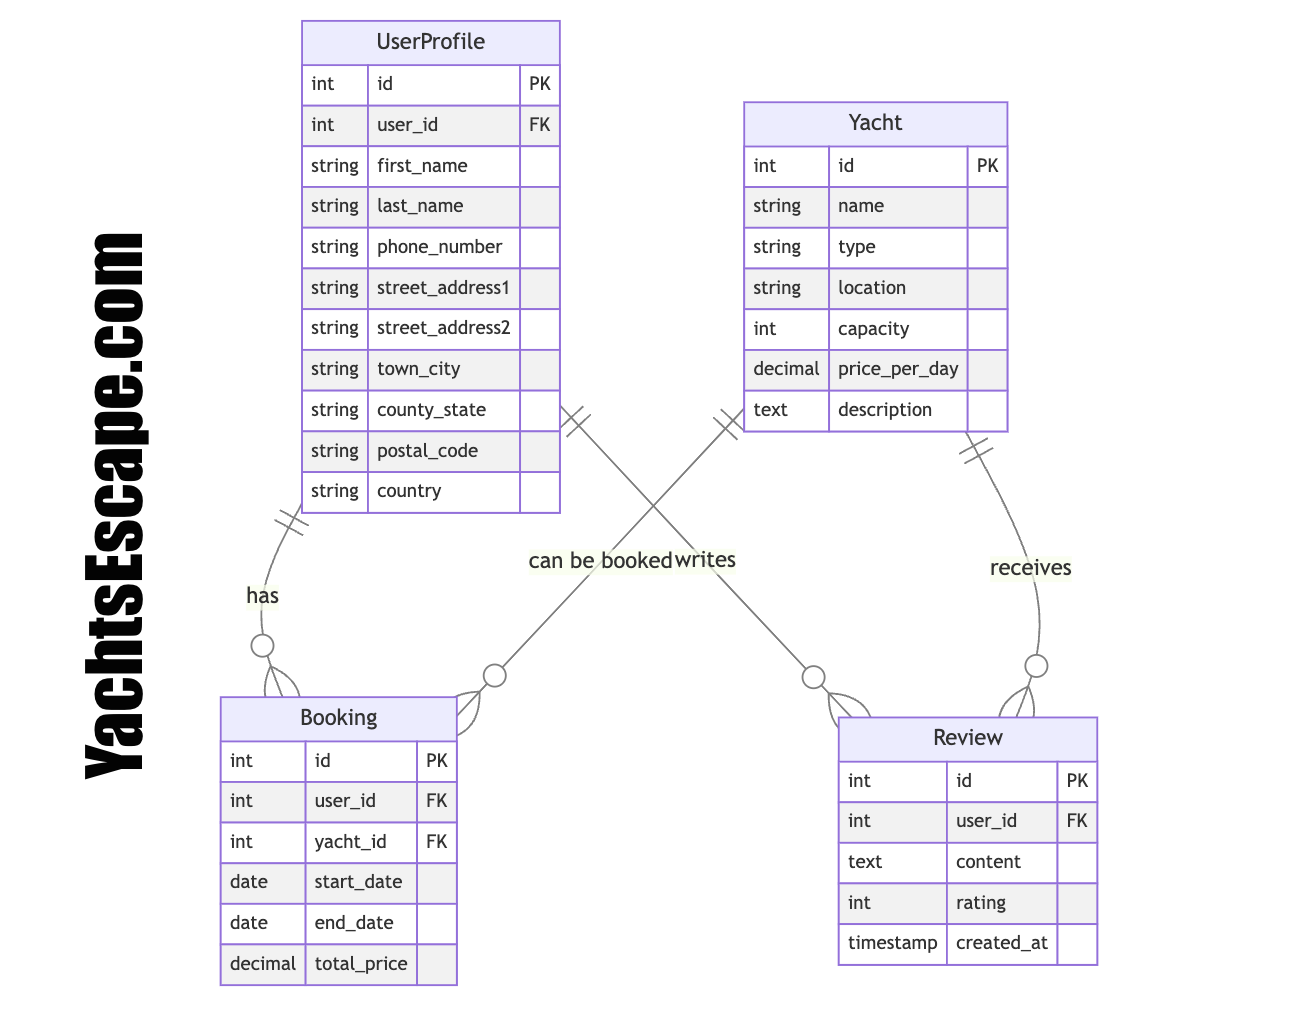 YachtsEscape.com
UserProfile
int id PK
int user_id FK
string first_name
string last_name
string phone_number
string street_address1
string street_address2
string town_city
string county_state
string postal_code
string country
Yacht
int id PK
string name
string type
string location
int capacity
decimal price_per_day
text description
has
can be booked
writes
receives
Booking
int id PK
int user_id FK
int yacht_id FK
date start_date
date end_date
decimal total_price
Review
int id PK
int user_id FK
text content
int rating
timestamp created_at